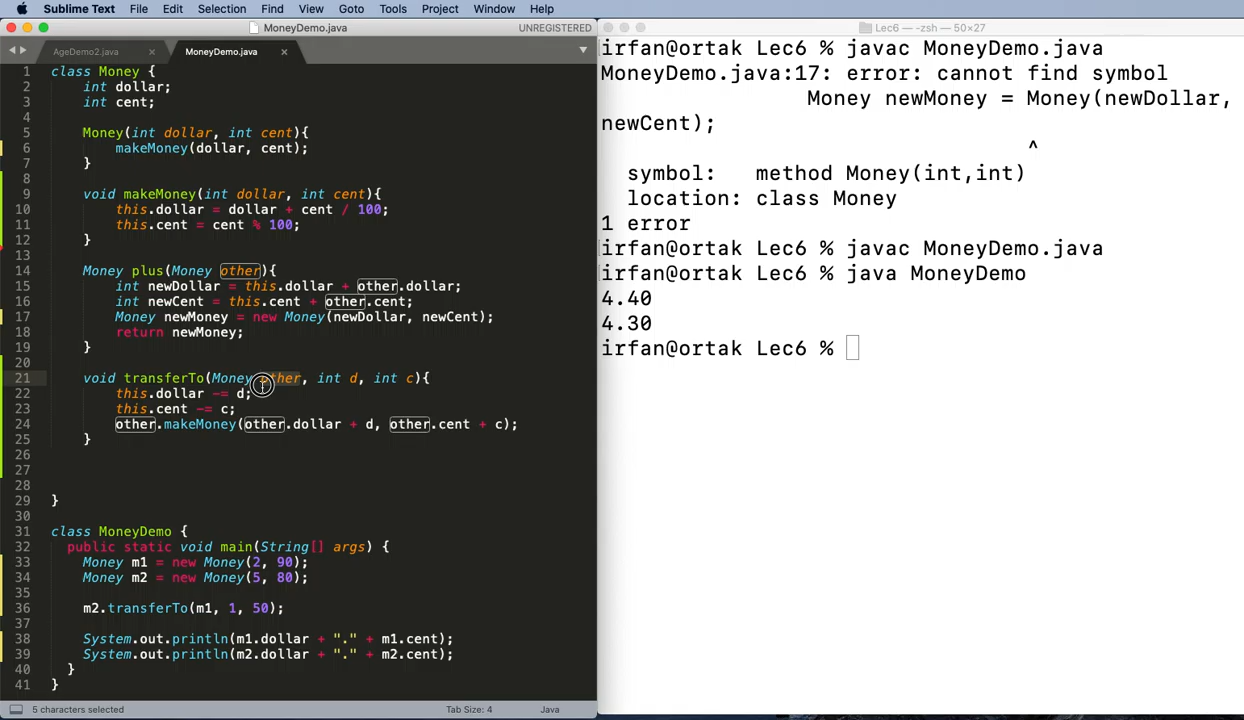 Sublime Text File Edit Selection Find View Goto Tools Project Window Help
MoneyDemo.java UNREGISTERED
AgeDemo2.java MoneyDemo.java
1 class Money {
2 int dollar;
3 int cent;
4
5 Money(int dollar, int cent){
6 makeMoney(dollar, cent);
7 }
8
9 void makeMoney(int dollar, int cent){
10 this.dollar = dollar + cent / 100;
11 this.cent = cent % 100;
12 }
13
14 Money plus(Money other){
15 int newDollar = this.dollar + other.dollar;
16 int newCent = this.cent + other.cent;
17 Money newMoney = new Money(newDollar, newCent);
18 return newMoney;
19 }
20
21 void transferTo(Money other, int d, int c){
22 this.dollar -= d;
23 this.cent -= c;
24 other.makeMoney(other.dollar + d, other.cent + c);
25 }
26
27
28
29 }
30
31 class MoneyDemo {
32 public static void main(String[] args) {
33 Money m1 = new Money(2, 90);
34 Money m2 = new Money(5, 80);
35
36 m2.transferTo(m1, 1, 50);
37
38 System.out.println(m1.dollar + "." + m1.cent);
39 System.out.println(m2.dollar + "." + m2.cent);
40 }
41 }
5 characters selected Tab Size: 4 Java
Lec6 — -zsh — 50×27
irfan@ortak Lec6 % javac MoneyDemo.java
MoneyDemo.java:17: error: cannot find symbol
Money newMoney = Money(newDollar,
newCent);
^
symbol: method Money(int,int)
location: class Money
1 error
irfan@ortak Lec6 % javac MoneyDemo.java
irfan@ortak Lec6 % java MoneyDemo
4.40
4.30
irfan@ortak Lec6 %